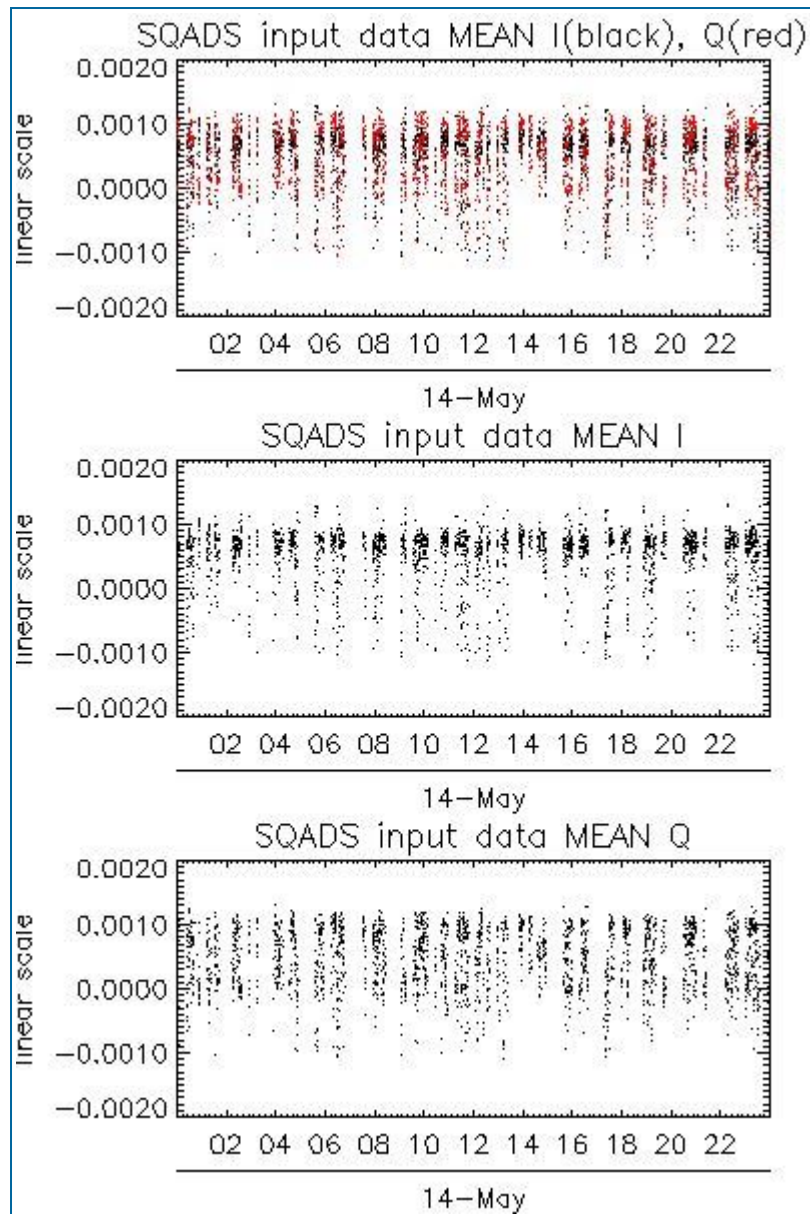 SQADS input data MEAN I(black), Q(red)
0.0020
0.0010
0.0000
−0.0010
−0.0020
linear scale
02 04 06 08 10 12 14 16 18 20 22
14−May
SQADS input data MEAN I
0.0020
0.0010
0.0000
−0.0010
−0.0020
linear scale
02 04 06 08 10 12 14 16 18 20 22
14−May
SQADS input data MEAN Q
0.0020
0.0010
0.0000
−0.0010
−0.0020
linear scale
02 04 06 08 10 12 14 16 18 20 22
14−May